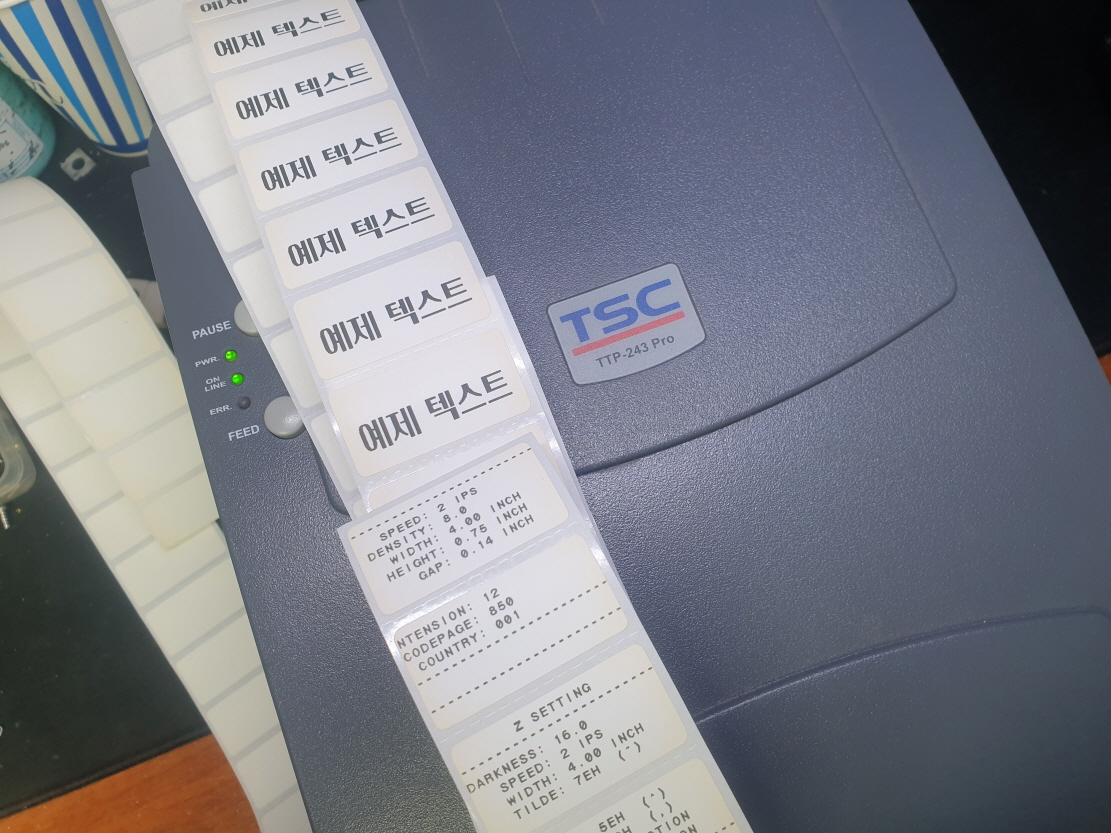 예제 텍스트
예제 텍스트
예제 텍스트
예제 텍스트
예제 텍스트
예제 텍스트
예제 텍스트
TSC
TTP-243 Pro
PAUSE
PWR.
ON
LINE
ERR.
FEED
SPEED: 2 IPS
DENSITY: 8.0
WIDTH: 4.00 INCH
HEIGHT: 0.75 INCH
GAP: 0.14 INCH
NTENSION: 12
CODEPAGE: 850
COUNTRY: 001
Z SETTING
DARKNESS: 16.0
SPEED: 2 IPS
WIDTH: 4.00 INCH
TILDE: 7EH (~)
5EH (^)
(,)